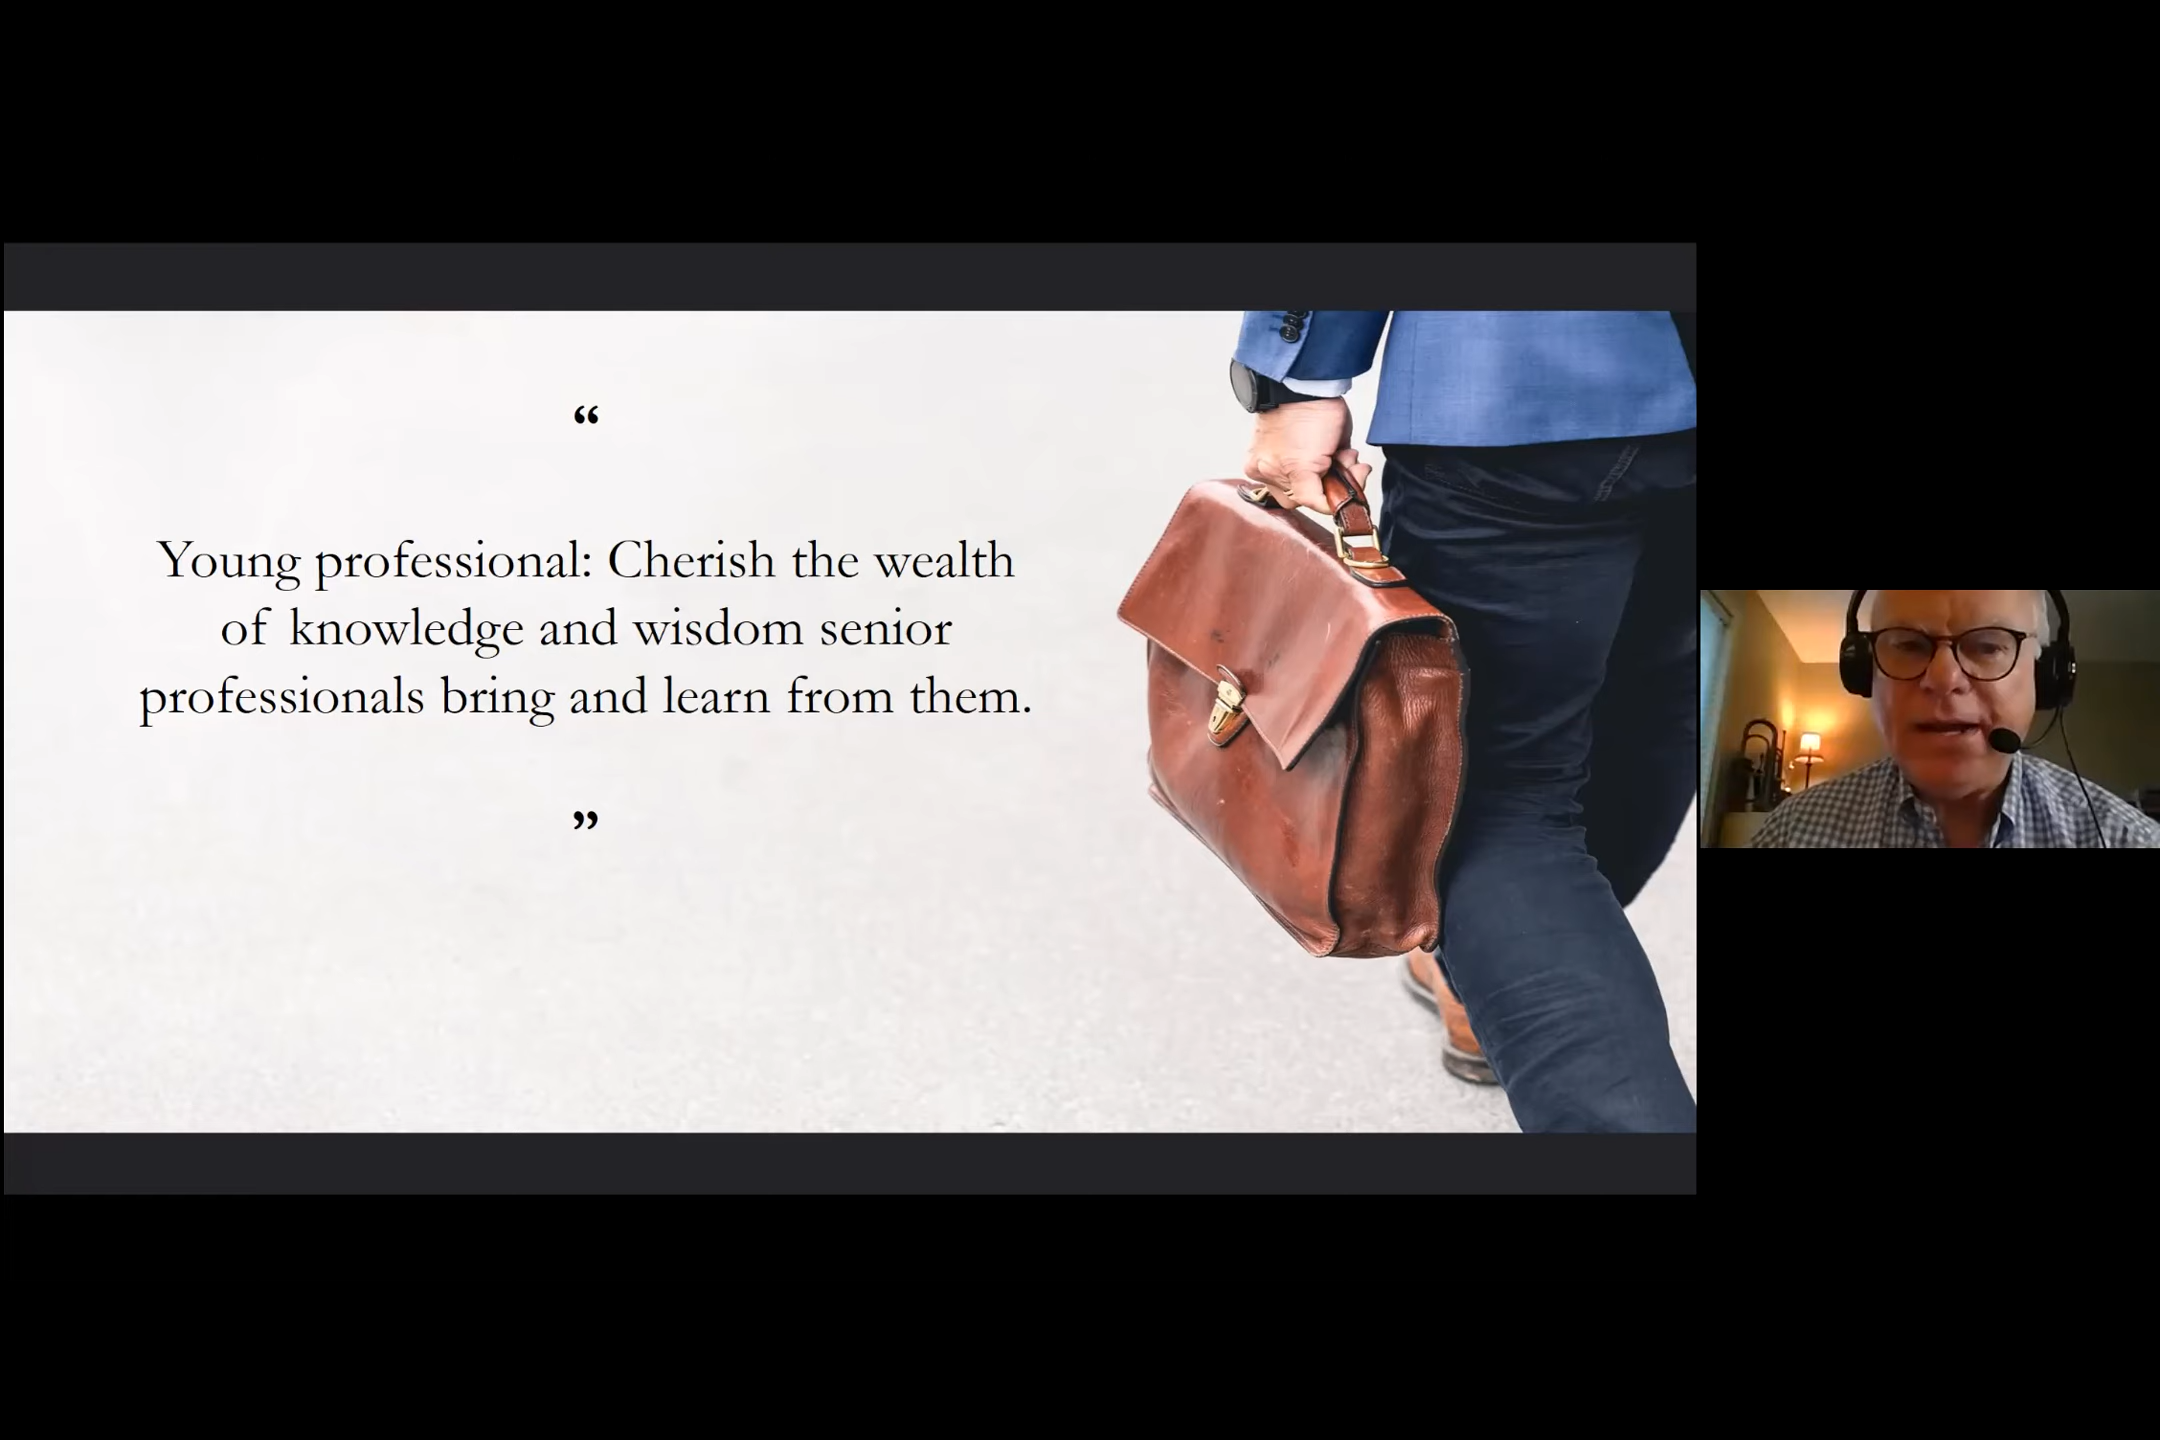 “
Young professional: Cherish the wealth
of knowledge and wisdom senior
professionals bring and learn from them.
”